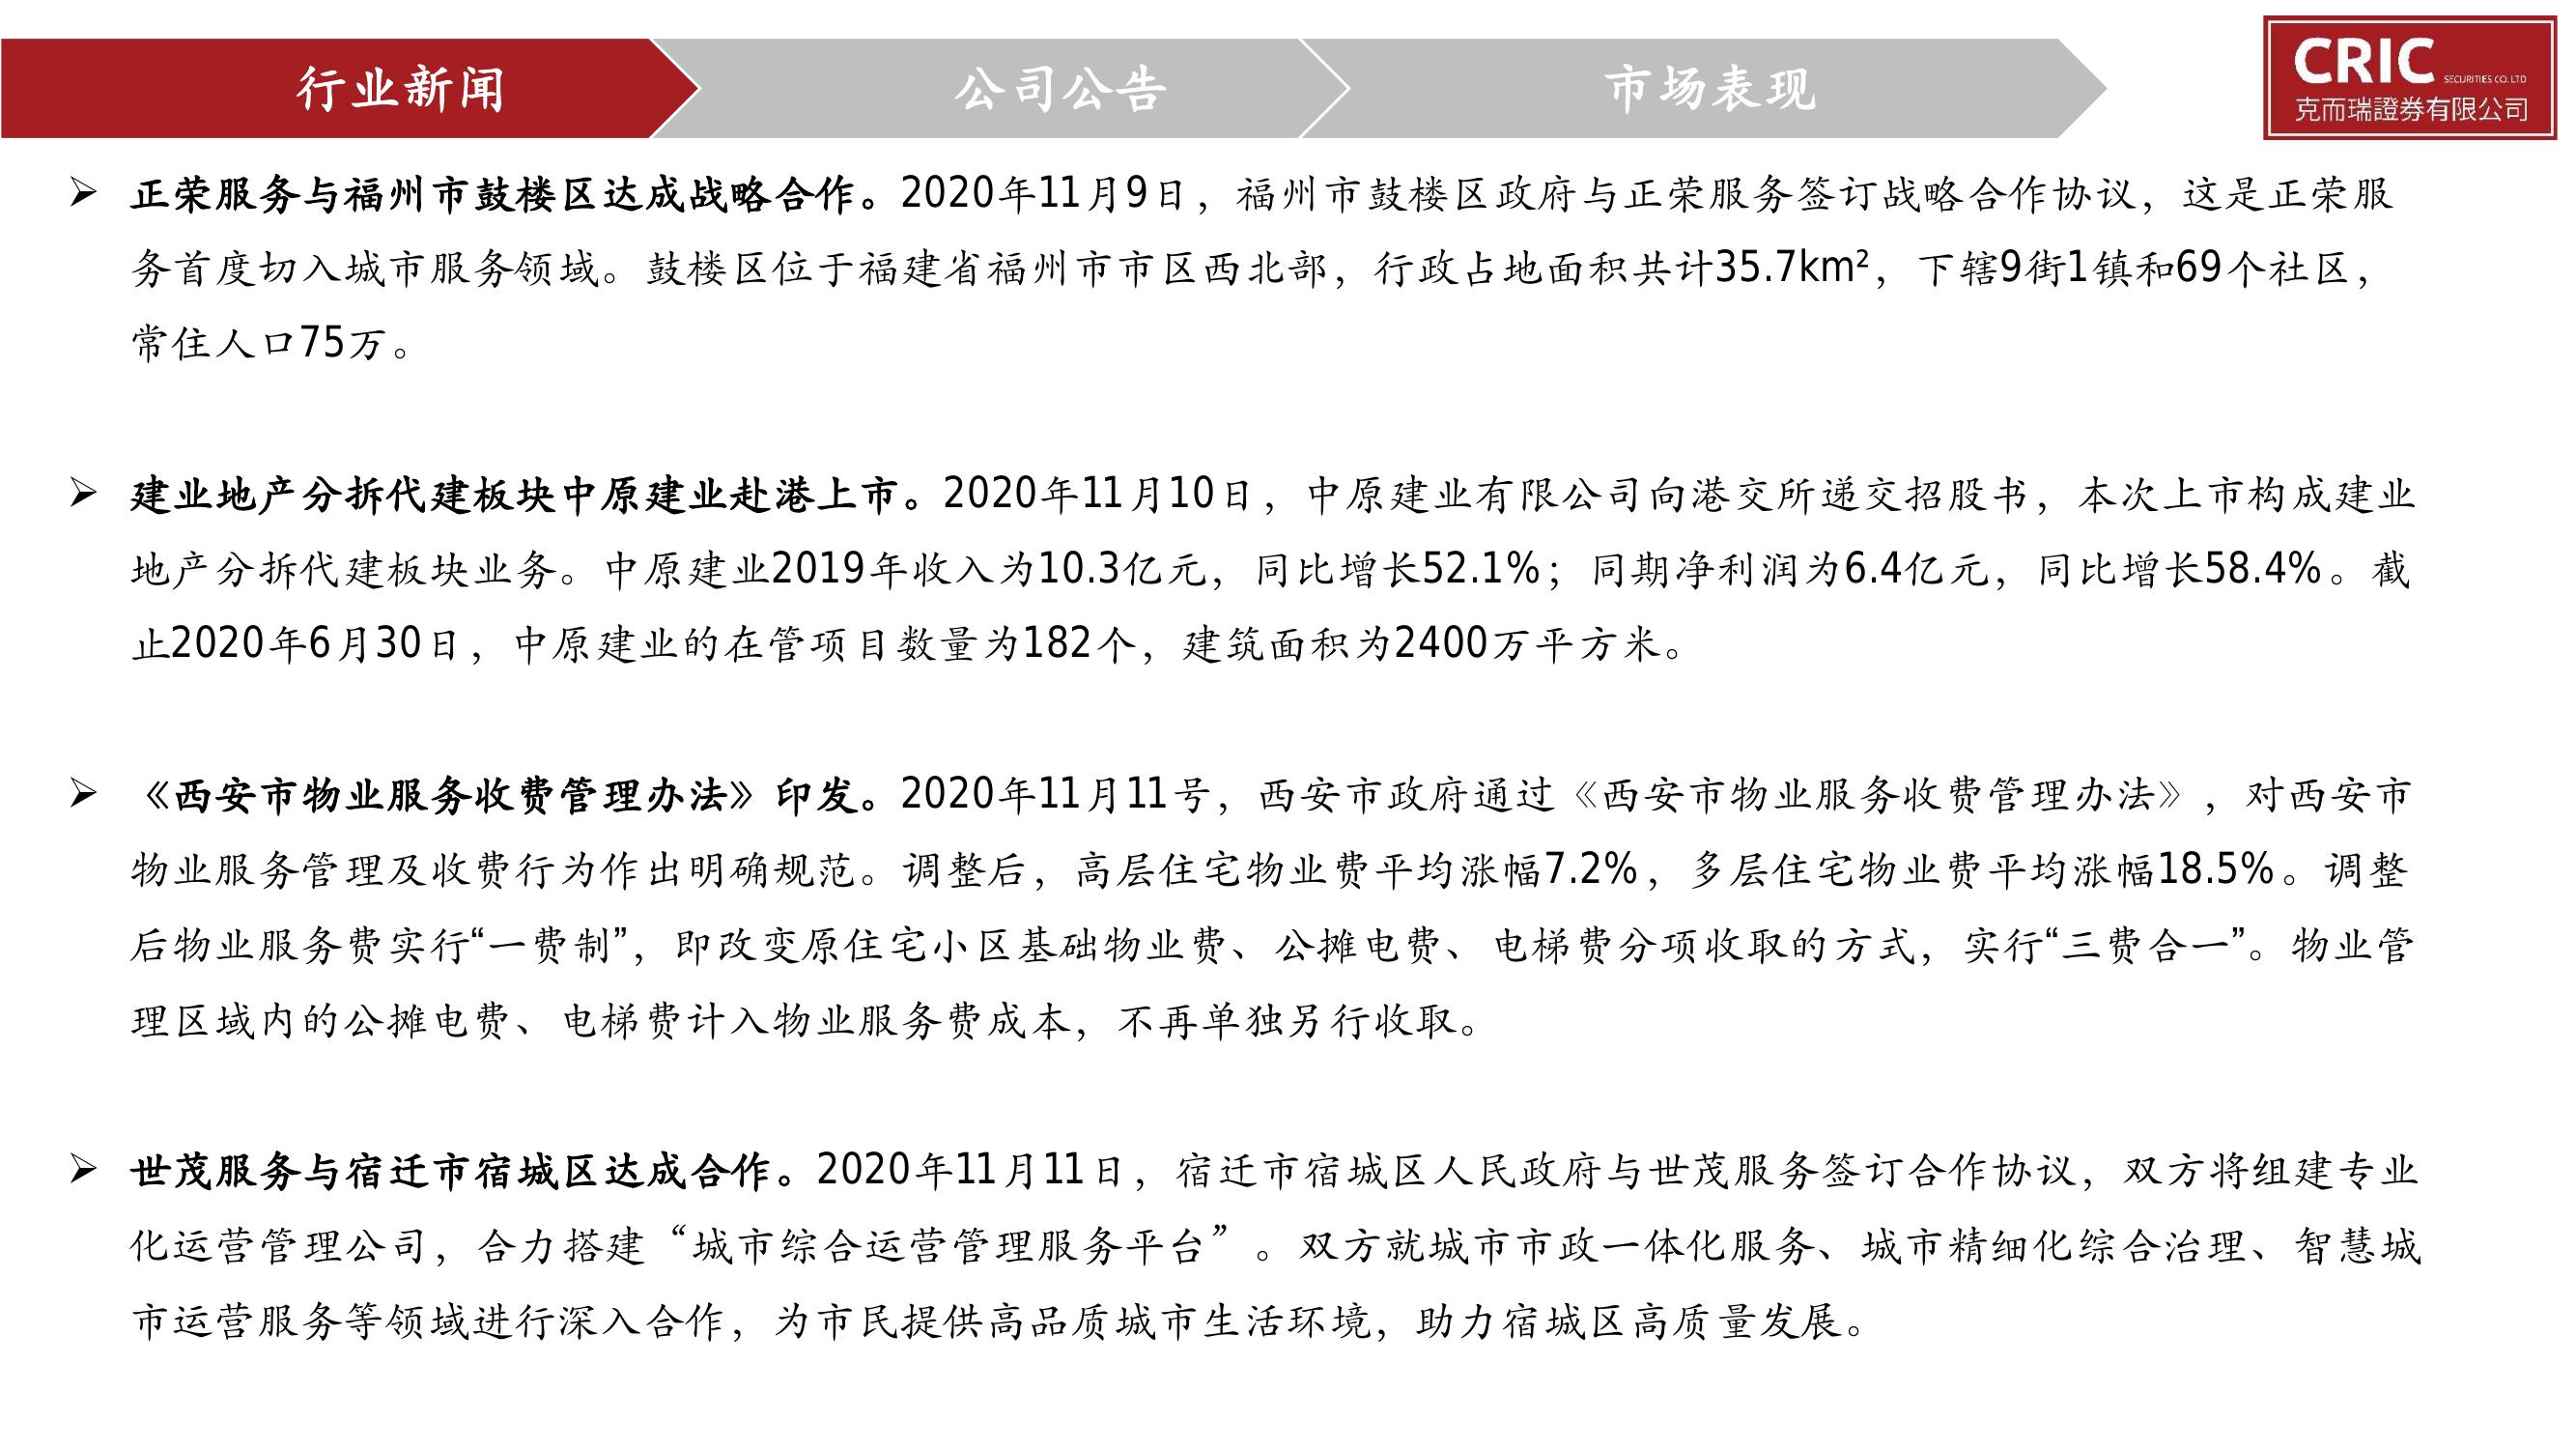 行业新闻
公司公告
市场表现
CRIC SECURITIES CO. LTD
克而瑞證券有限公司
➢ 正荣服务与福州市鼓楼区达成战略合作。2020年11月9日，福州市鼓楼区政府与正荣服务签订战略合作协议，这是正荣服
务首度切入城市服务领域。鼓楼区位于福建省福州市市区西北部，行政占地面积共计35.7km²，下辖9街1镇和69个社区，
常住人口75万。
➢ 建业地产分拆代建板块中原建业赴港上市。2020年11月10日，中原建业有限公司向港交所递交招股书，本次上市构成建业
地产分拆代建板块业务。中原建业2019年收入为10.3亿元，同比增长52.1%；同期净利润为6.4亿元，同比增长58.4%。截
止2020年6月30日，中原建业的在管项目数量为182个，建筑面积为2400万平方米。
➢ 《西安市物业服务收费管理办法》印发。2020年11月11号，西安市政府通过《西安市物业服务收费管理办法》，对西安市
物业服务管理及收费行为作出明确规范。调整后，高层住宅物业费平均涨幅7.2%，多层住宅物业费平均涨幅18.5%。调整
后物业服务费实行“一费制”，即改变原住宅小区基础物业费、公摊电费、电梯费分项收取的方式，实行“三费合一”。物业管
理区域内的公摊电费、电梯费计入物业服务费成本，不再单独另行收取。
➢ 世茂服务与宿迁市宿城区达成合作。2020年11月11日，宿迁市宿城区人民政府与世茂服务签订合作协议，双方将组建专业
化运营管理公司，合力搭建“城市综合运营管理服务平台”。双方就城市市政一体化服务、城市精细化综合治理、智慧城
市运营服务等领域进行深入合作，为市民提供高品质城市生活环境，助力宿城区高质量发展。